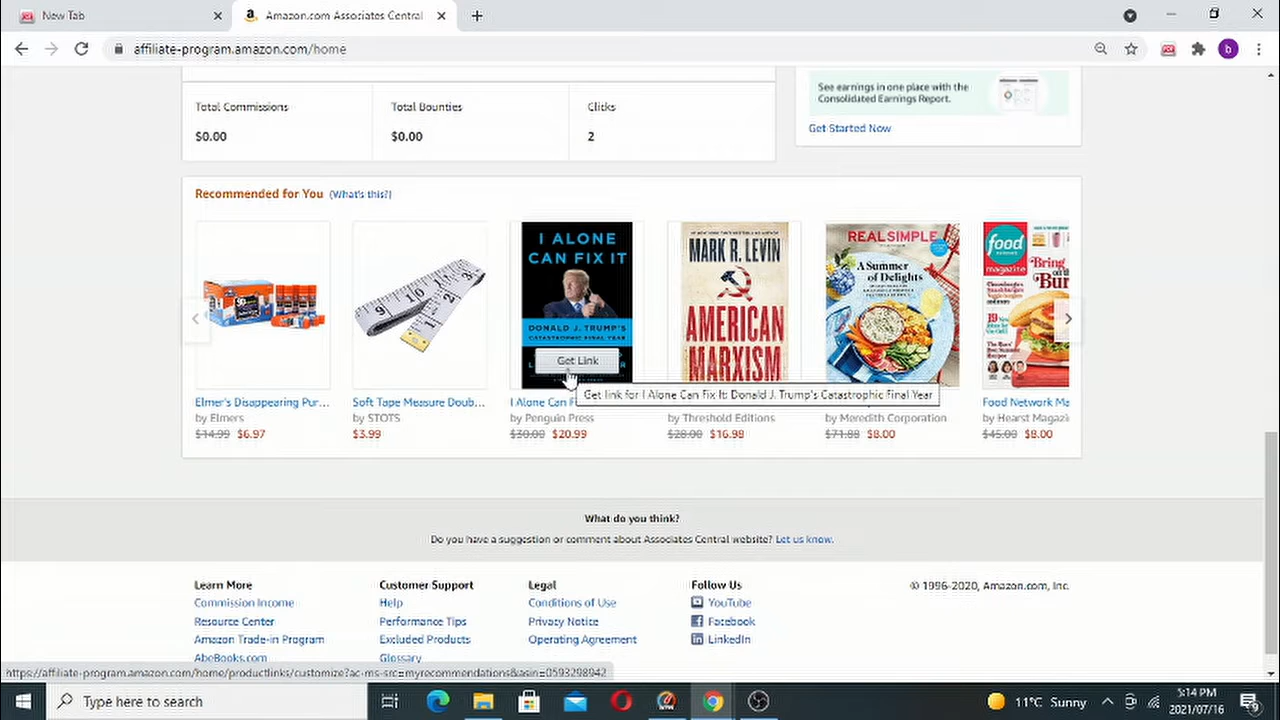 New Tab
Amazon.com Associates Central
affiliate-program.amazon.com/home
b
See earnings in one place with the
Consolidated Earnings Report.
Get Started Now
Total Commissions
Total Bounties
Clicks
$0.00
$0.00
2
Recommended for You (What's this?)
I ALONE
CAN FIX IT
DONALD J. TRUMP'S
CATASTROPHIC FINAL YEAR
MARK R. LEVIN
AMERICAN
MARXISM
REAL SIMPLE
A Summer
of Delights
food
magazine
Bring
Get Link
Get link for I Alone Can Fix It: Donald J. Trump's Catastrophic Final Year
Elmer's Disappearing Pur...
Soft Tape Measure Doub...
I Alone Can F
Food Network Ma
by Elmers
by STOTS
by Penguin Press
by Threshold Editions
by Meredith Corporation
by Hearst Magazi
$14.99 $6.97
$3.99
$30.00 $20.99
$28.00 $16.98
$71.88 $8.00
$45.00 $8.00
What do you think?
Do you have a suggestion or comment about Associates Central website? Let us know.
Learn More
Customer Support
Legal
Follow Us
© 1996-2020, Amazon.com, Inc.
Commission Income
Help
Conditions of Use
YouTube
Resource Center
Performance Tips
Privacy Notice
Facebook
Amazon Trade-in Program
Excluded Products
Operating Agreement
LinkedIn
AbeBooks.com
Glossary
https://affiliate-program.amazon.com/home/productlinks/customize?ac-ms-src=myrecommendations&asin=0593298942
Type here to search
11°C Sunny
5:14 PM
2021/07/16